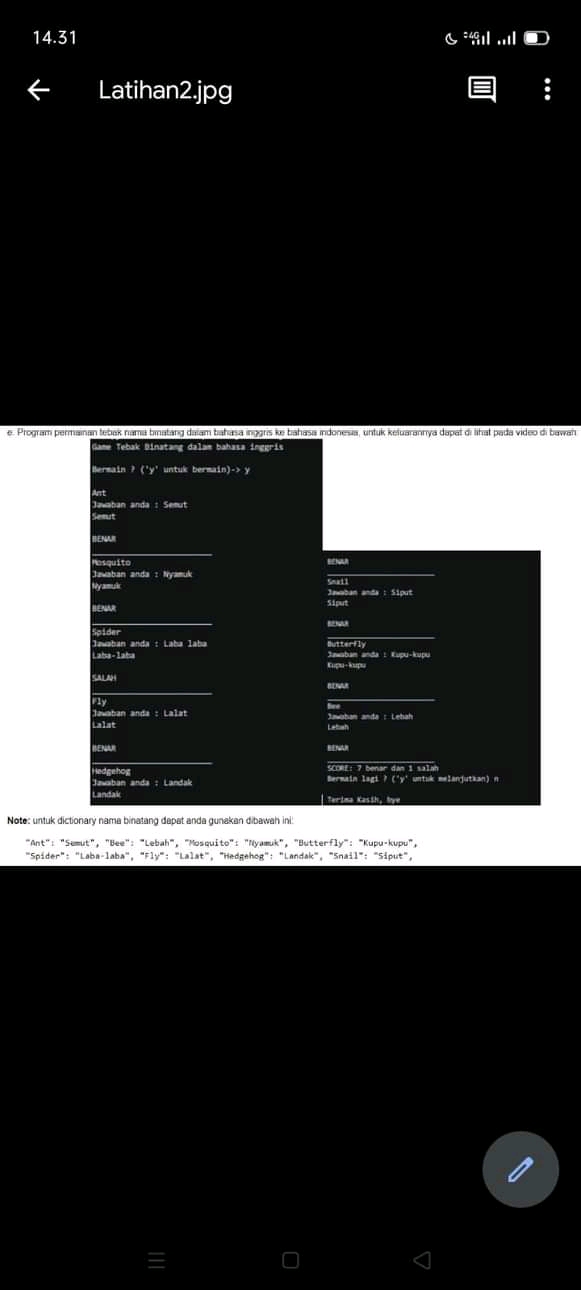 14.31
4G
Latihan2.jpg
e. Program permainan tebak nama binatang dalam bahasa inggris ke bahasa indonesia, untuk keluarannya dapat di lihat pada video di bawah
Game Tebak Binatang dalam bahasa inggris
Bermain ? ('y' untuk bermain)-> y
Ant
Jawaban anda : Semut
Semut
BENAR
Mosquito
Jawaban anda : Nyamuk
Nyamuk
BENAR
Spider
Jawaban anda : Laba laba
Laba-laba
SALAH
Fly
Jawaban anda : Lalat
Lalat
BENAR
Hedgehog
Jawaban anda : Landak
Landak
BENAR
Snail
Jawaban anda : Siput
Siput
BENAR
Butterfly
Jawaban anda : Kupu-kupu
Kupu-kupu
BENAR
Bee
Jawaban anda : Lebah
Lebah
BENAR
SCORE: 7 benar dan 1 salah
Bermain lagi ? ('y' untuk melanjutkan) n
Terima Kasih, bye
Note: untuk dictionary nama binatang dapat anda gunakan dibawah ini:
"Ant": "Semut", "Bee": "Lebah", "Mosquito": "Nyamuk", "Butterfly": "Kupu-kupu",
"Spider": "Laba-laba", "Fly": "Lalat", "Hedgehog": "Landak", "Snail": "Siput",